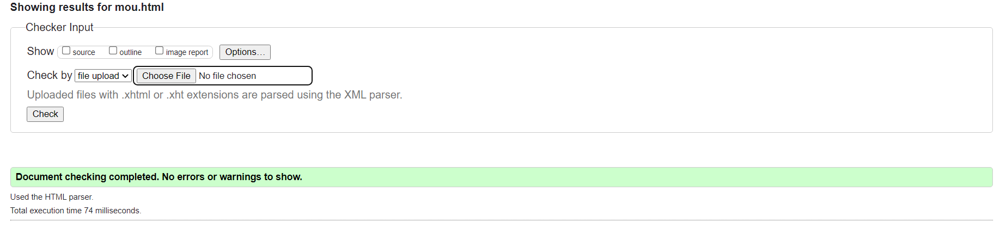 Showing results for mou.html
Checker Input
Show source outline image report Options...
Check by file upload Choose File No file chosen
Uploaded files with .xhtml or .xht extensions are parsed using the XML parser.
Check
Document checking completed. No errors or warnings to show.
Used the HTML parser.
Total execution time 74 milliseconds.